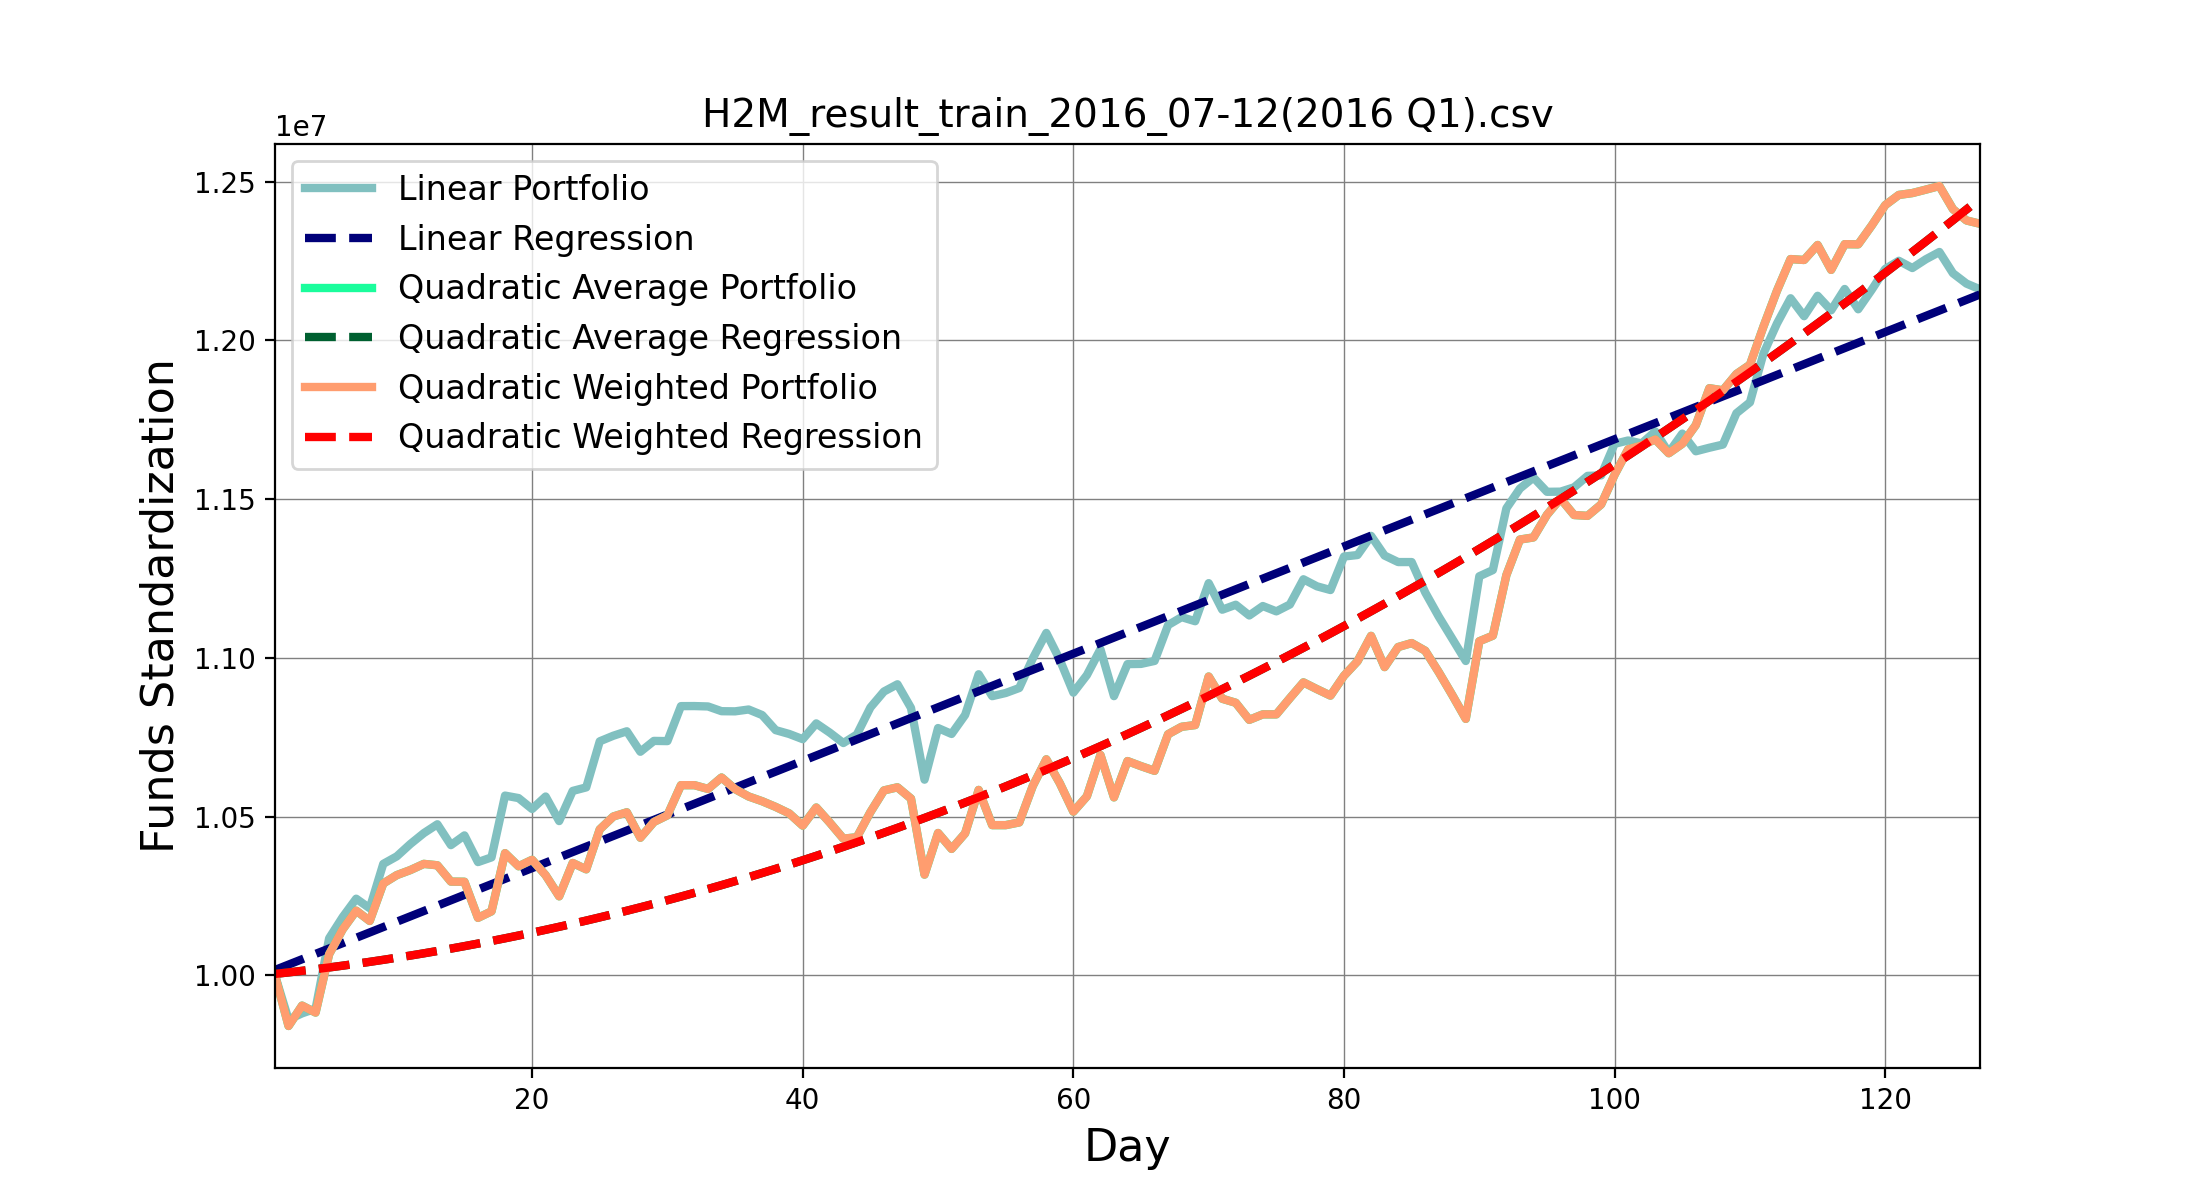 H2M_result_train_2016_07-12(2016 Q1).csv
1e7
Linear Portfolio
Linear Regression
Quadratic Average Portfolio
Quadratic Average Regression
Quadratic Weighted Portfolio
Quadratic Weighted Regression
Funds Standardization
1.25
1.20
1.15
1.10
1.05
1.00
20 40 60 80 100 120
Day